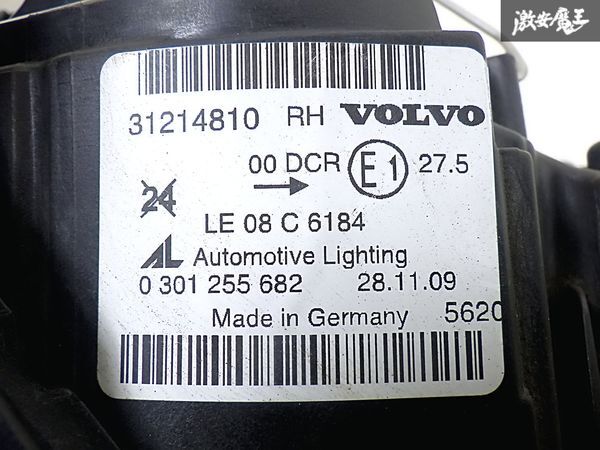 激安魔王
31214810 RH VOLVO
00 DCR E1 27.5
24
LE 08 C 6184
AL Automotive Lighting
0 301 255 682 28.11.09
Made in Germany 5620